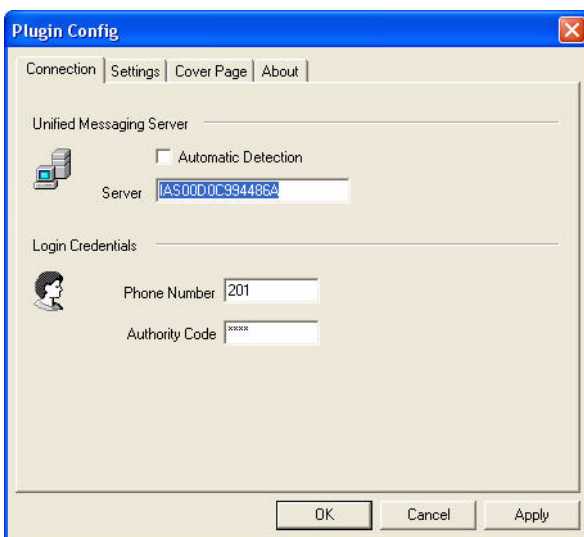 Plugin Config
Connection Settings Cover Page About
Unified Messaging Server
Automatic Detection
Server IAS00D0C994486A
Login Credentials
Phone Number 201
Authority Code ****
OK Cancel Apply